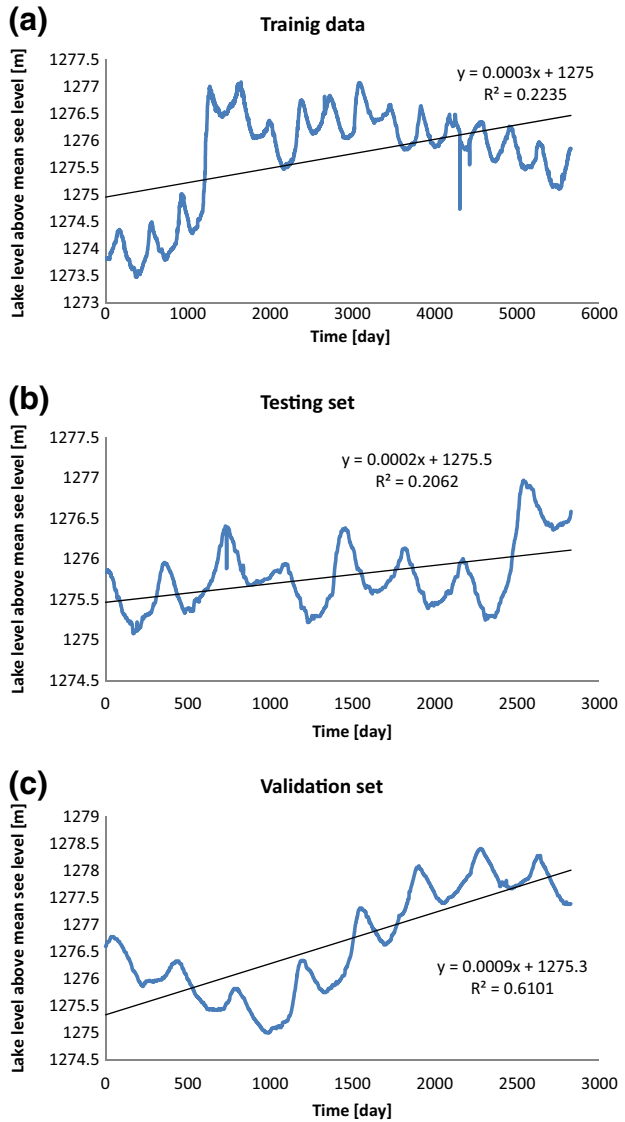 (a)
Trainig data
Lake level above mean see level [m]
1277.5
1277
1276.5
1276
1275.5
1275
1274.5
1274
1273.5
1273
y = 0.0003x + 1275
R² = 0.2235
0 1000 2000 3000 4000 5000 6000
Time [day]
(b)
Testing set
Lake level above mean see level [m]
1277.5
1277
1276.5
1276
1275.5
1275
1274.5
y = 0.0002x + 1275.5
R² = 0.2062
0 500 1000 1500 2000 2500 3000
Time [day]
(c)
Validation set
Lake level above mean see level [m]
1279
1278.5
1278
1277.5
1277
1276.5
1276
1275.5
1275
1274.5
y = 0.0009x + 1275.3
R² = 0.6101
0 500 1000 1500 2000 2500 3000
Time [day]